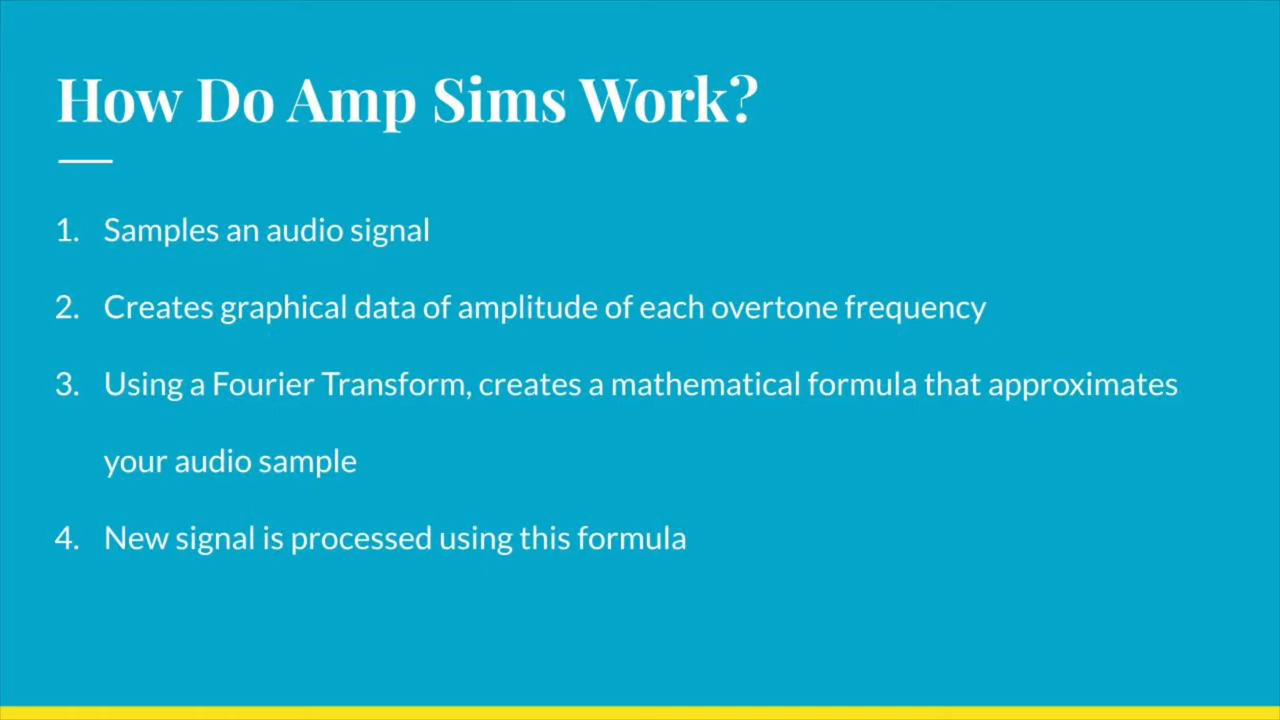 How Do Amp Sims Work?
1. Samples an audio signal
2. Creates graphical data of amplitude of each overtone frequency
3. Using a Fourier Transform, creates a mathematical formula that approximates
your audio sample
4. New signal is processed using this formula